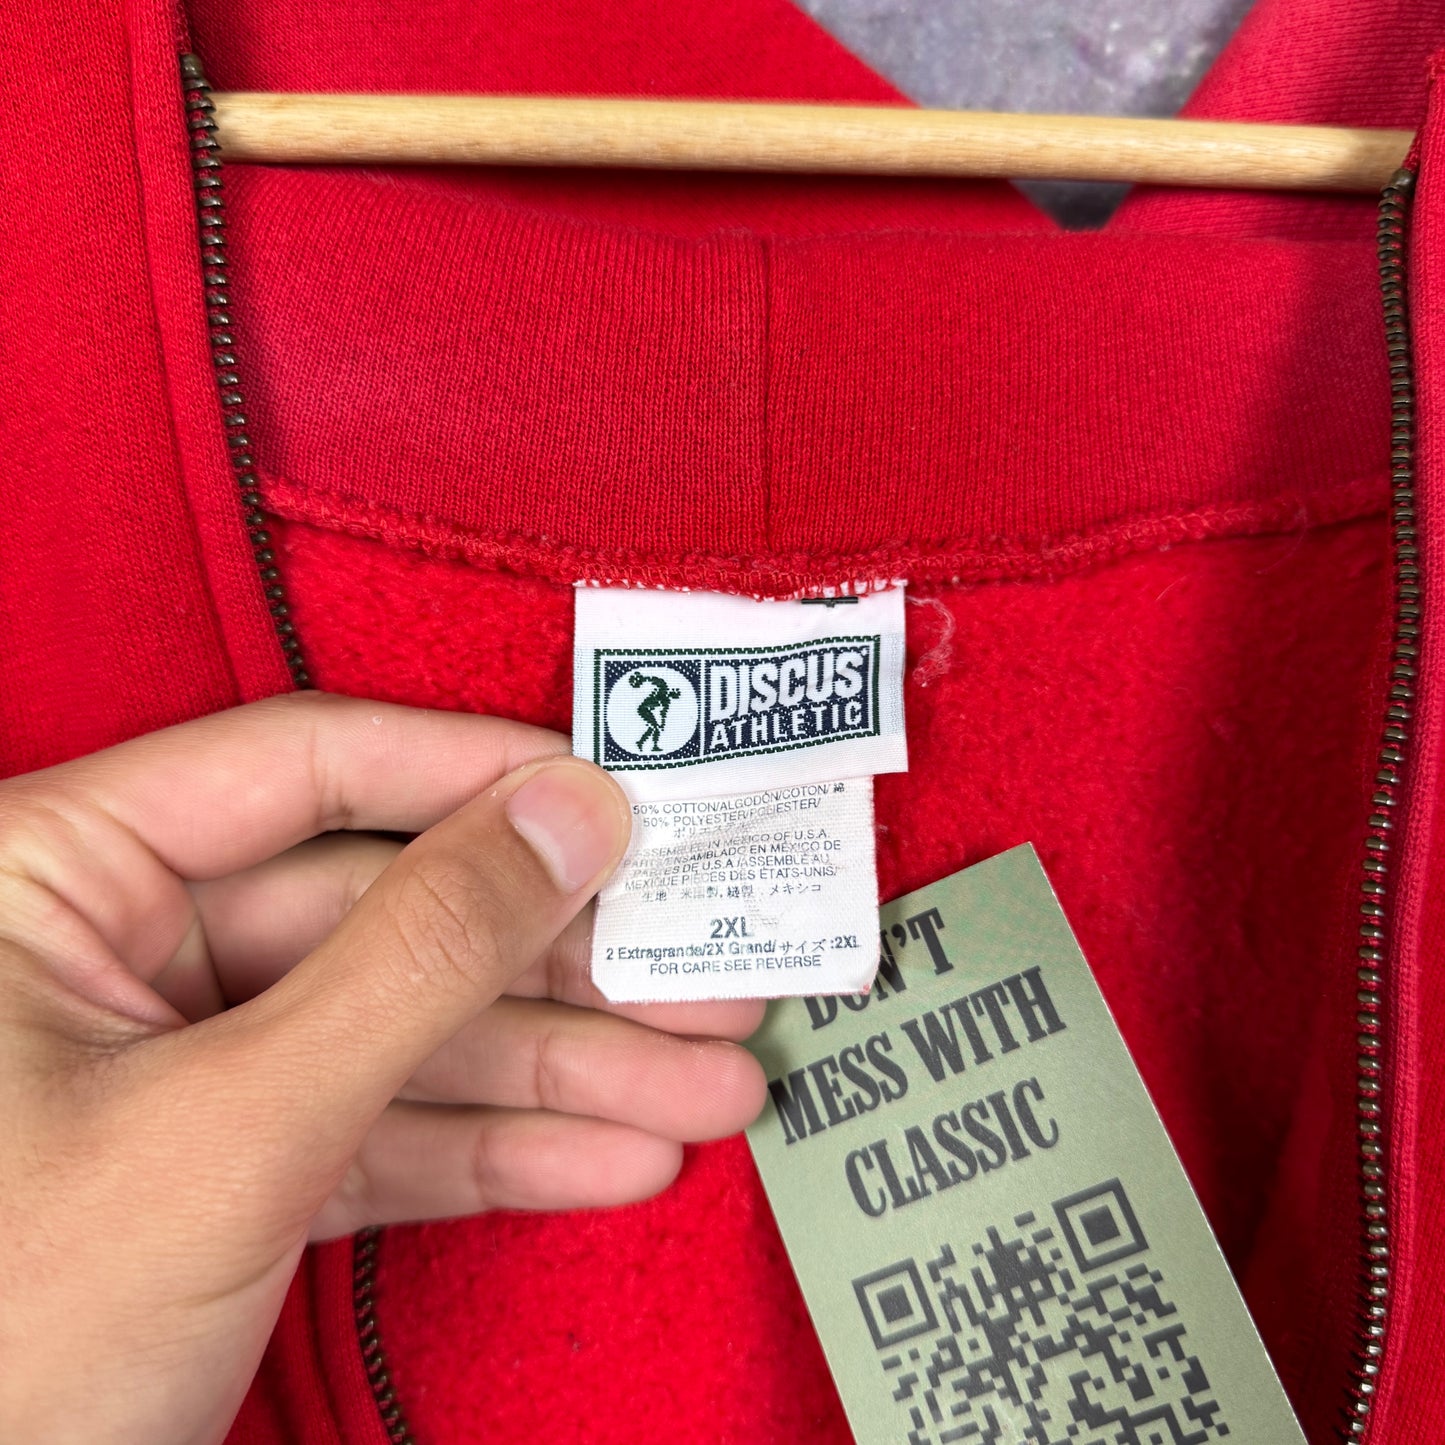 DISCUS
ATHLETIC
50% COTTON/ALGODÓN/COTON/綿
50% POLYESTER/POLIESTER/
ポリエステル
ASSEMBLED IN MEXICO OF U.S.A.
PARTS/ENSAMBLADO EN MÉXICO DE
PARTES DE U.S.A./ASSEMBLÉ AU
MEXIQUE PIÈCES DES ÉTATS-UNIS/
生地 米国製,縫製 メキシコ
2XL
2 Extragranda/2X Grand/サイズ:2XL
FOR CARE SEE REVERSE
DON'T
MESS WITH
CLASSIC